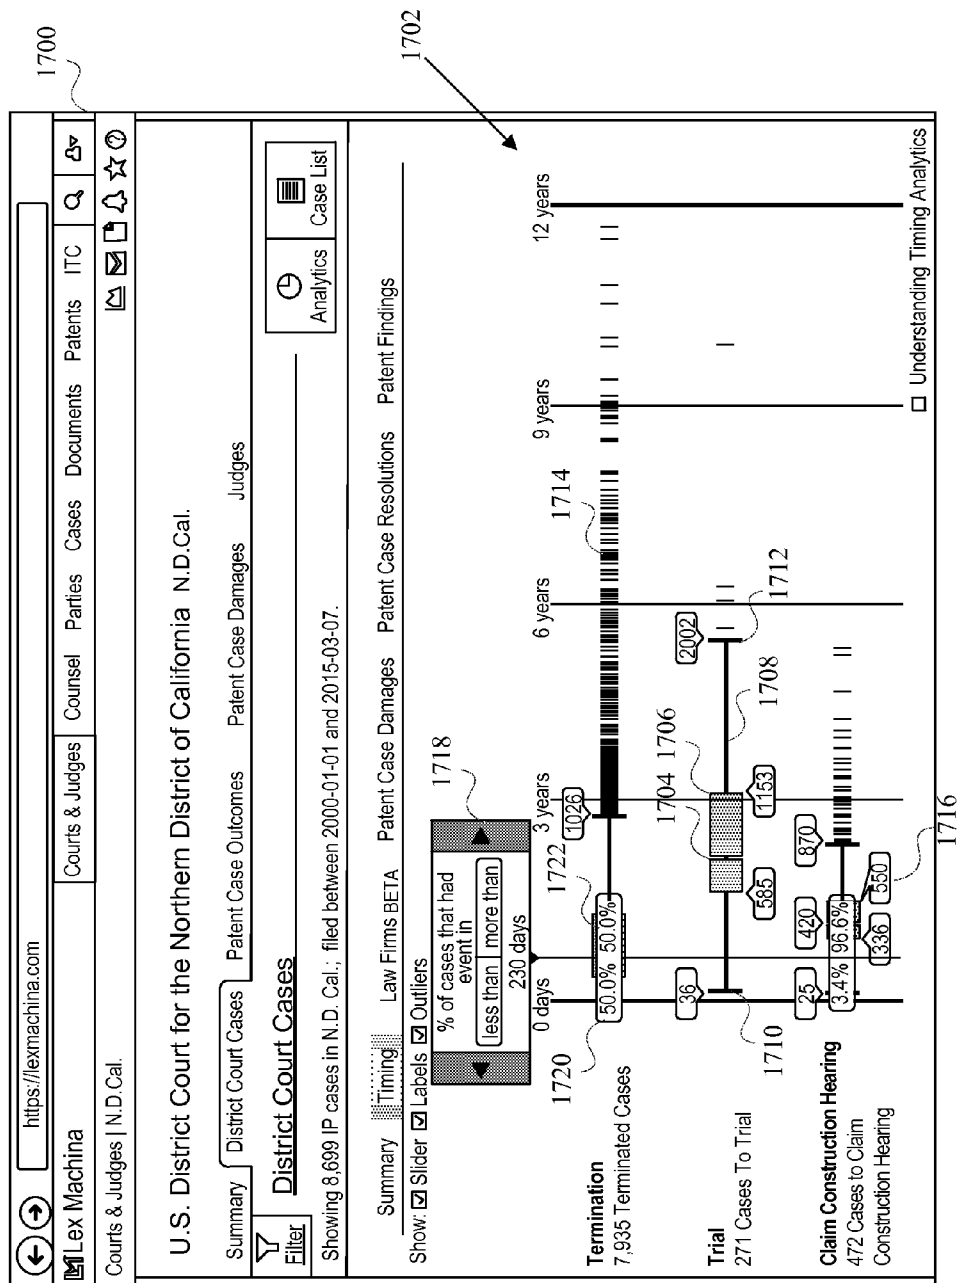 1700
https://lexmachina.com
Lex Machina Courts & Judges Counsel Parties Cases Documents Patents ITC
Courts & Judges | N.D.Cal.
U.S. District Court for the Northern District of California N.D.Cal.
Summary District Court Cases Patent Case Outcomes Patent Case Damages Judges
Filter
District Court Cases
Analytics
Case List
Showing 8,699 IP cases in N.D. Cal.; filed between 2000-01-01 and 2015-03-07.
1702
Summary Timing Law Firms BETA Patent Case Damages Patent Case Resolutions Patent Findings
Show: Slider Labels Outliers
% of cases that had
event in
less than more than
230 days
1718
0 days 3 years 6 years 9 years 12 years
1720
1722
1026
1714
Termination
7,935 Terminated Cases
50.0% 50.0%
1704 1706
2002
36
Trial
271 Cases To Trial
585
1153
1710
1708
1712
25
420
870
Claim Construction Hearing
472 Cases to Claim
Construction Hearing
3.4% 96.6%
336
550
1716
Understanding Timing Analytics